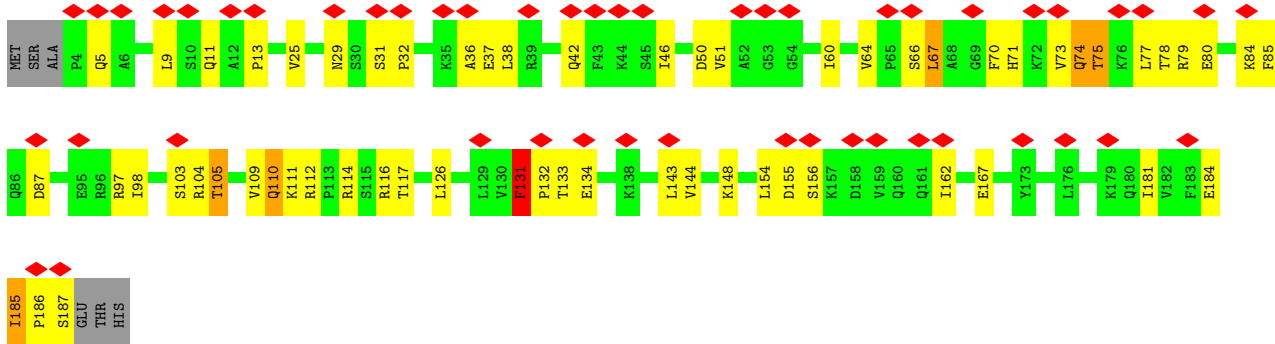 MET SER ALA P4 Q5 A6 L9 S10 Q11 A12 P13 V25 N29 S30 S31 P32 K35 A36 E37 L38 R39 Q42 F43 K44 S45 I46 D50 V51 A52 G53 G54 I60 V64 P65 S66 L67 A68 G69 F70 H71 K72 V73 Q74 T75 K76 L77 T78 R79 E80 K84 F85
Q86 D87 E95 R96 R97 I98 S103 R104 T105 V109 Q110 K111 R112 P113 R114 S115 R116 T117 L126 L129 V130 F131 P132 T133 E134 K138 L143 V144 K148 L154 D155 S156 K157 D158 V159 Q160 Q161 I162 E167 Y173 L176 K179 Q180 I181 V182 F183 E184
I185 P186 S187 GLU THR HIS